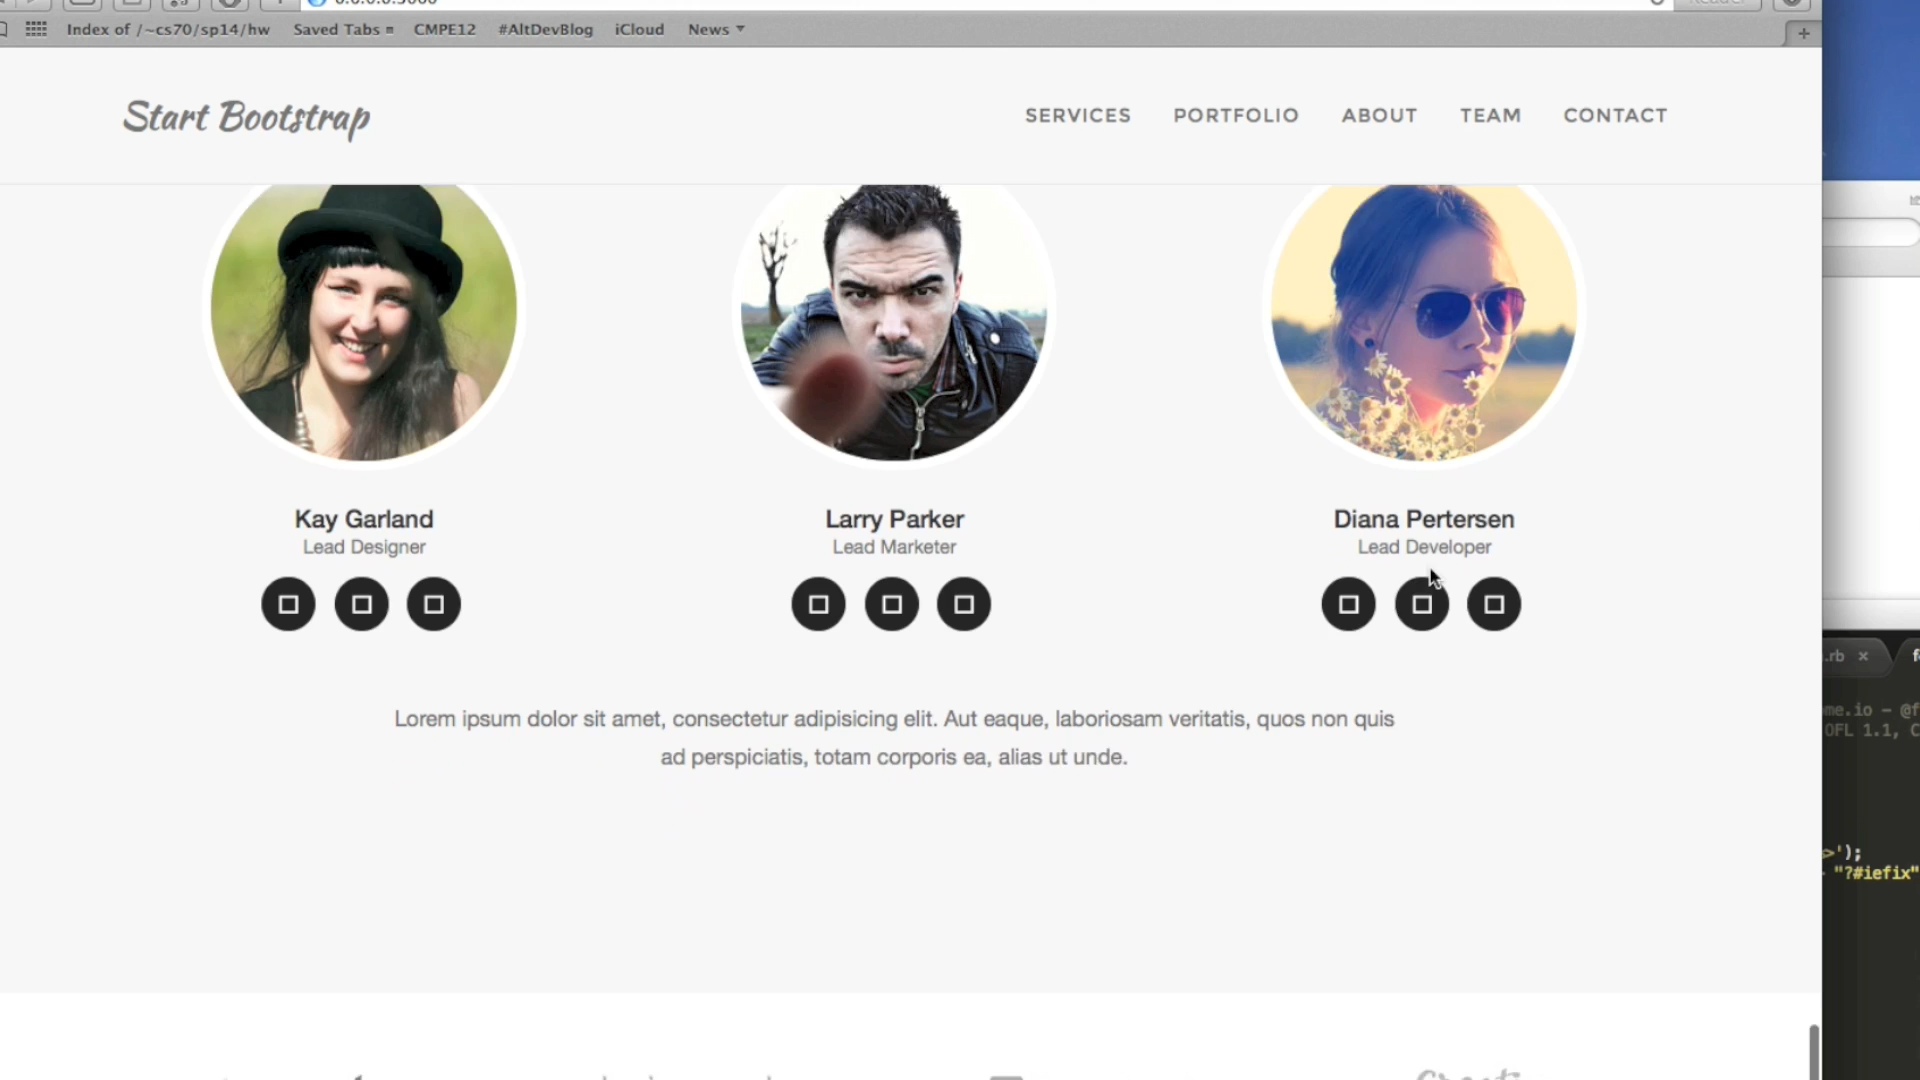 Index of /~cs70/sp14/hw Saved Tabs CMPE12 #AltDevBlog iCloud News
Start Bootstrap
SERVICES PORTFOLIO ABOUT TEAM CONTACT
Kay Garland
Lead Designer
Larry Parker
Lead Marketer
Diana Pertersen
Lead Developer
Lorem ipsum dolor sit amet, consectetur adipisicing elit. Aut eaque, laboriosam veritatis, quos non quis
ad perspiciatis, totam corporis ea, alias ut unde.
.rb ×
me.io - @f
OFL 1.1, C
>');
"?#iefix"